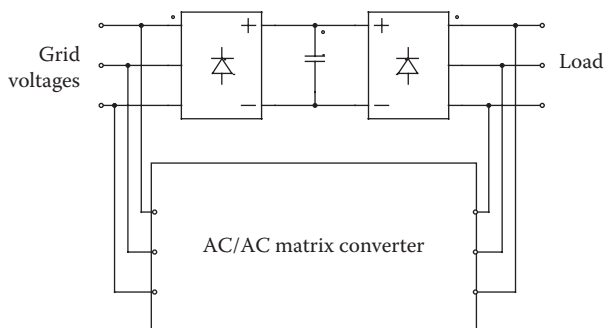 Grid
voltages
+
+
Load
−
−
AC/AC matrix converter